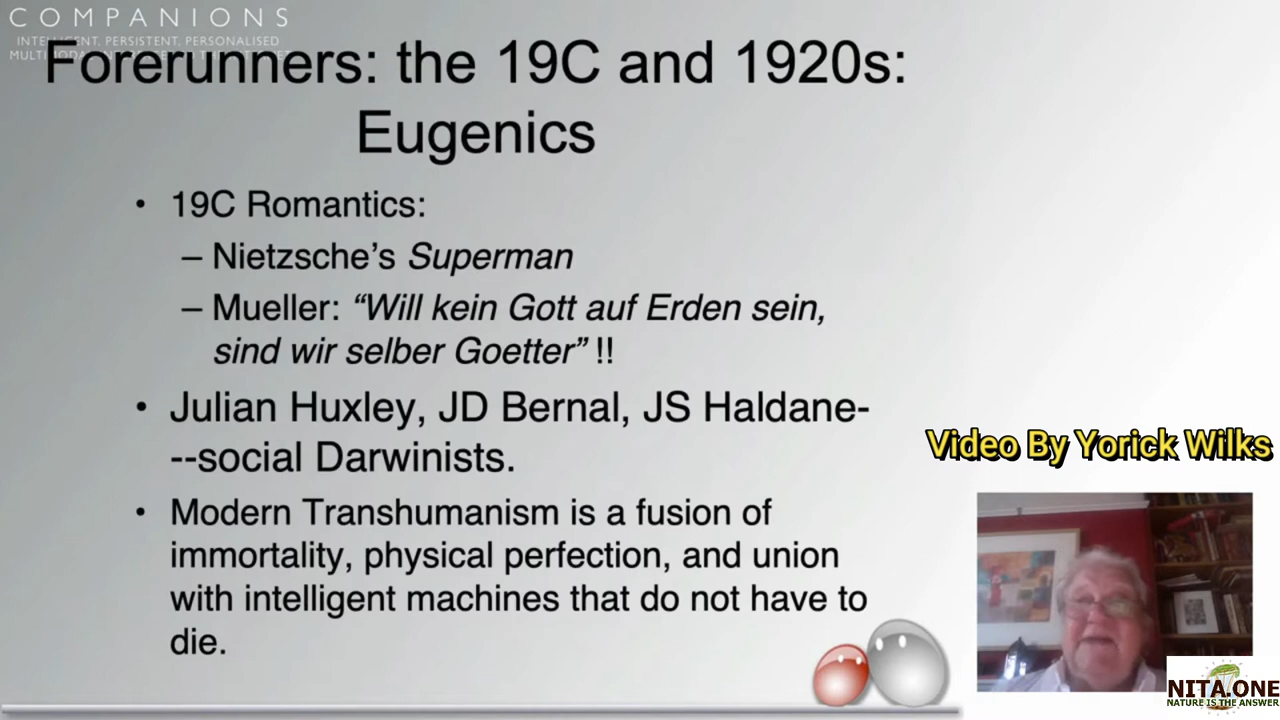 COMPANIONS
INTELLIGENT, PERSISTENT, PERSONALISED
Forerunners: the 19C and 1920s:
Eugenics
• 19C Romantics:
– Nietzsche’s Superman
– Mueller: “Will kein Gott auf Erden sein,
sind wir selber Goetter” !!
• Julian Huxley, JD Bernal, JS Haldane-
--social Darwinists.
• Modern Transhumanism is a fusion of
immortality, physical perfection, and union
with intelligent machines that do not have to
die.
Video By Yorick Wilks
NITA.ONE
NATURE IS THE ANSWER